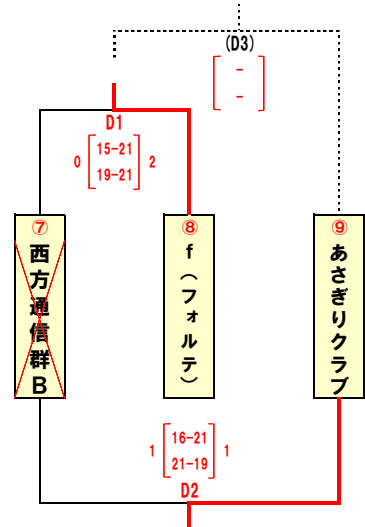 (D3)
-
-
D1
0 15-21 2
19-21
⑦ ⑧ ⑨
西方通信群B
f（フォルテ）
あさぎりクラブ
1 16-21 1
21-19
D2